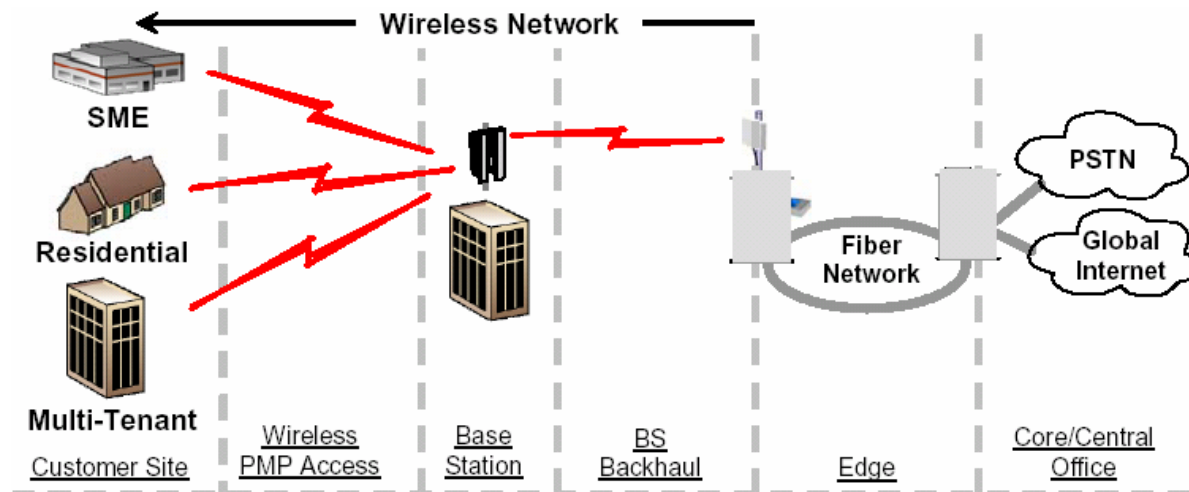 Wireless Network
SME
Residential
Multi-Tenant
PSTN
Global
Internet
Fiber
Network
Customer Site
Wireless
PMP Access
Base
Station
BS
Backhaul
Edge
Core/Central
Office